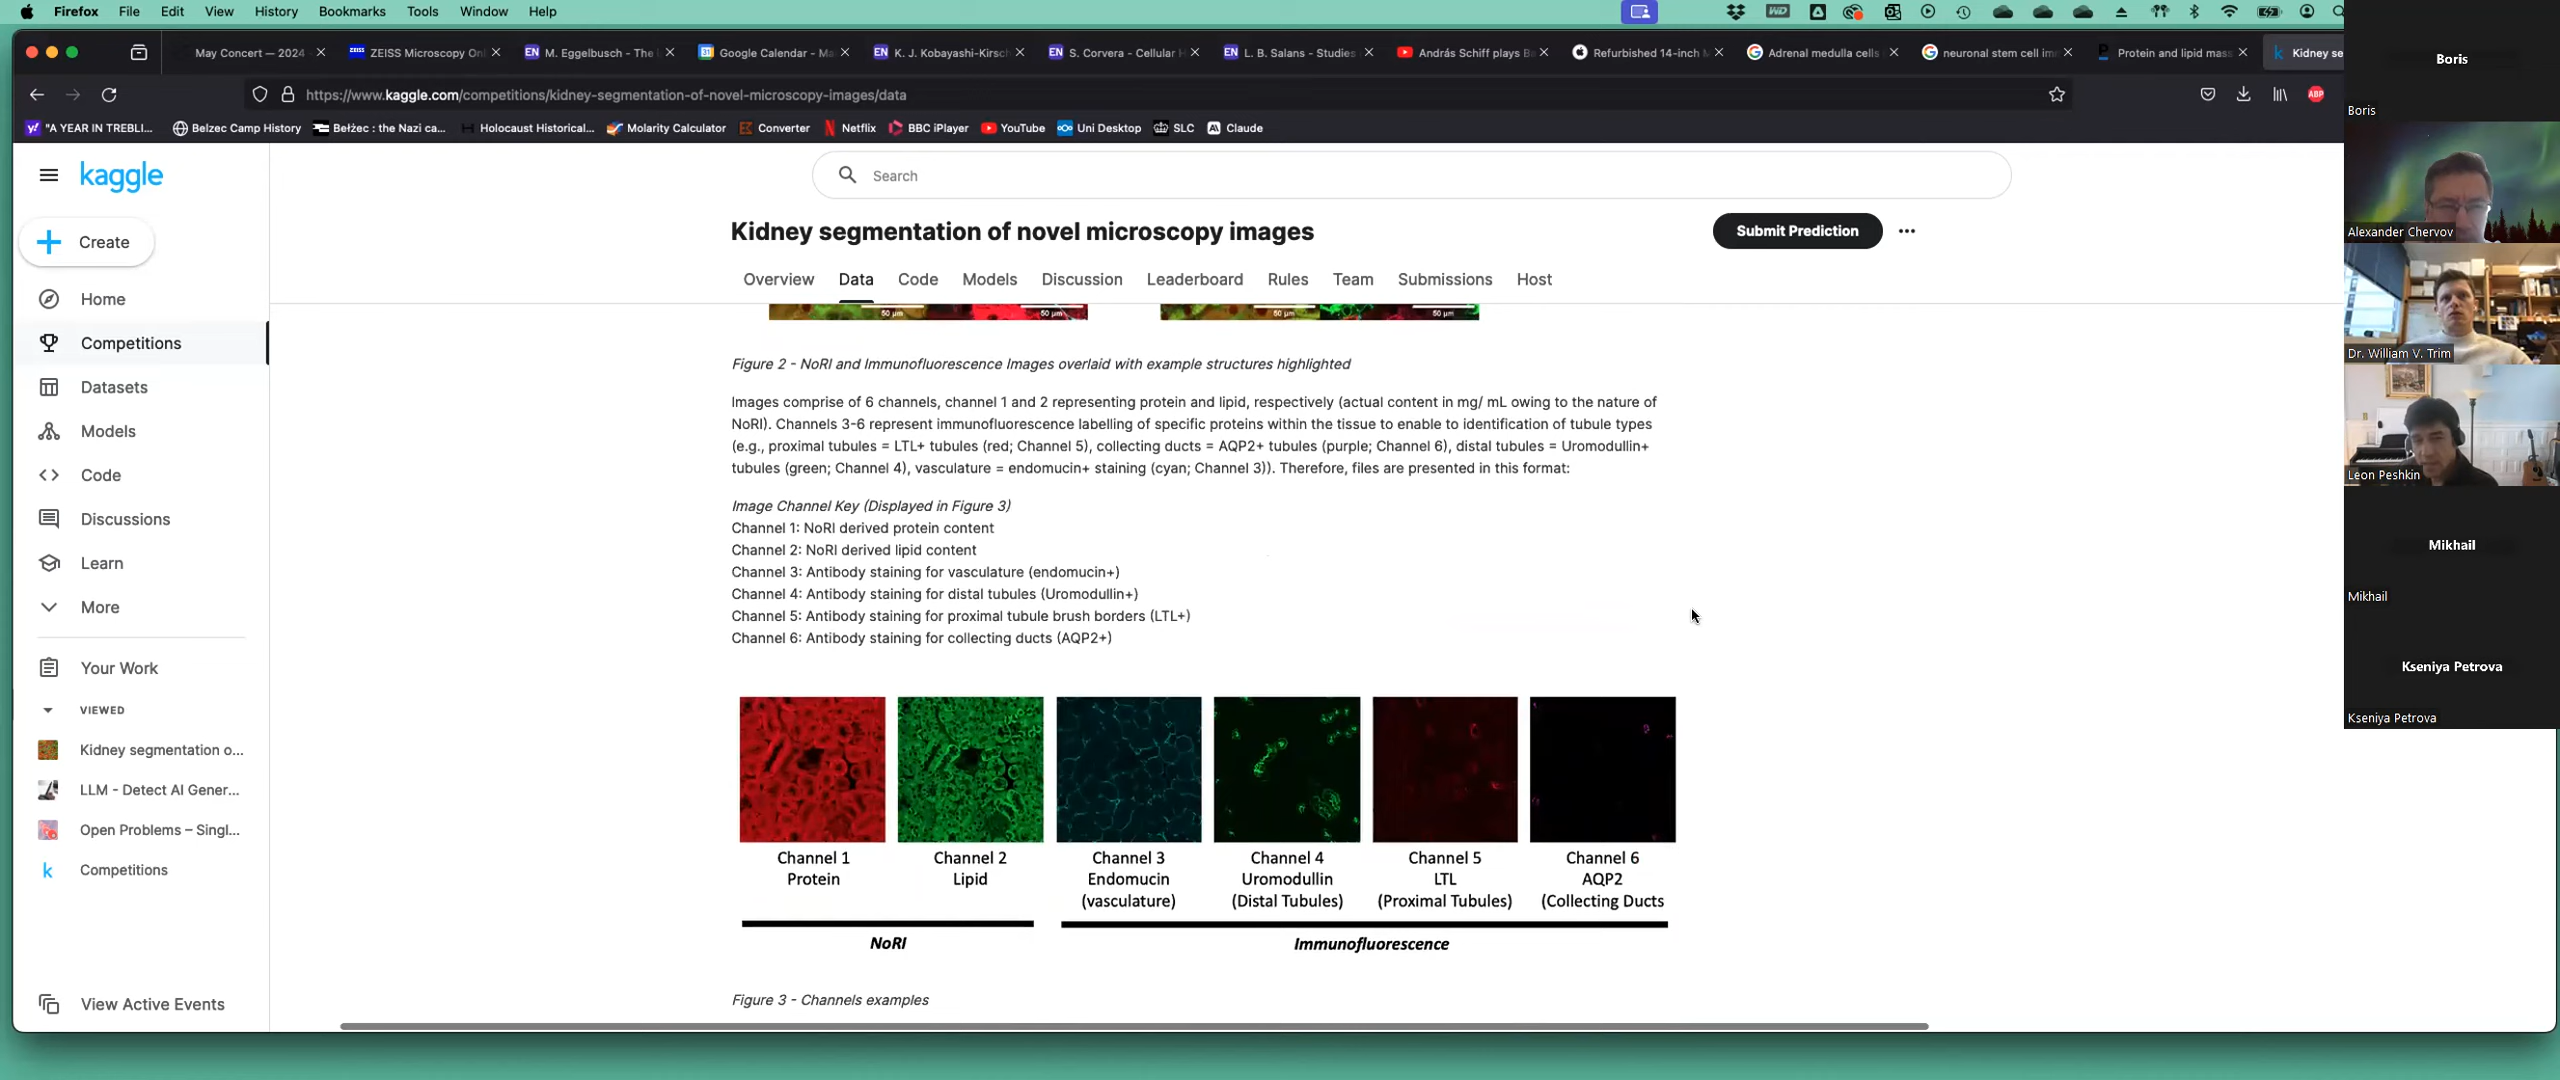 Firefox File Edit View History Bookmarks Tools Window Help
May Concert — 2024
ZEISS Microscopy Onl
M. Eggelbusch - The
Google Calendar - Ma
K. J. Kobayashi-Kirsch
S. Corvera - Cellular H
L. B. Salans - Studies
András Schiff plays Ba
Refurbished 14-inch M
Adrenal medulla cells
neuronal stem cell im
Protein and lipid mass
Kidney se
https://www.kaggle.com/competitions/kidney-segmentation-of-novel-microscopy-images/data
ABP
"A YEAR IN TREBLI... Belzec Camp History Bełżec : the Nazi ca... Holocaust Historical... Molarity Calculator Converter Netflix BBC iPlayer YouTube Uni Desktop SLC Claude
kaggle
Search
Create
Home
Competitions
Datasets
Models
Code
Discussions
Learn
More
Your Work
VIEWED
Kidney segmentation o...
LLM - Detect AI Gener...
Open Problems – Singl...
Competitions
View Active Events
Kidney segmentation of novel microscopy images
Submit Prediction
Overview Data Code Models Discussion Leaderboard Rules Team Submissions Host
50 μm 50 μm 50 μm 50 μm
Figure 2 - NoRI and Immunofluorescence Images overlaid with example structures highlighted
Images comprise of 6 channels, channel 1 and 2 representing protein and lipid, respectively (actual content in mg/ mL owing to the nature of
NoRI). Channels 3-6 represent immunofluorescence labelling of specific proteins within the tissue to enable to identification of tubule types
(e.g., proximal tubules = LTL+ tubules (red; Channel 5), collecting ducts = AQP2+ tubules (purple; Channel 6), distal tubules = Uromodullin+
tubules (green; Channel 4), vasculature = endomucin+ staining (cyan; Channel 3)). Therefore, files are presented in this format:
Image Channel Key (Displayed in Figure 3)
Channel 1: NoRI derived protein content
Channel 2: NoRI derived lipid content
Channel 3: Antibody staining for vasculature (endomucin+)
Channel 4: Antibody staining for distal tubules (Uromodullin+)
Channel 5: Antibody staining for proximal tubule brush borders (LTL+)
Channel 6: Antibody staining for collecting ducts (AQP2+)
Channel 1 Channel 2 Channel 3 Channel 4 Channel 5 Channel 6
Protein Lipid Endomucin Uromodullin LTL AQP2
(vasculature) (Distal Tubules) (Proximal Tubules) (Collecting Ducts
NoRI Immunofluorescence
Figure 3 - Channels examples
Boris
Boris
Alexander Chervov
Dr. William V. Trim
Leon Peshkin
Mikhail
Mikhail
Kseniya Petrova
Kseniya Petrova